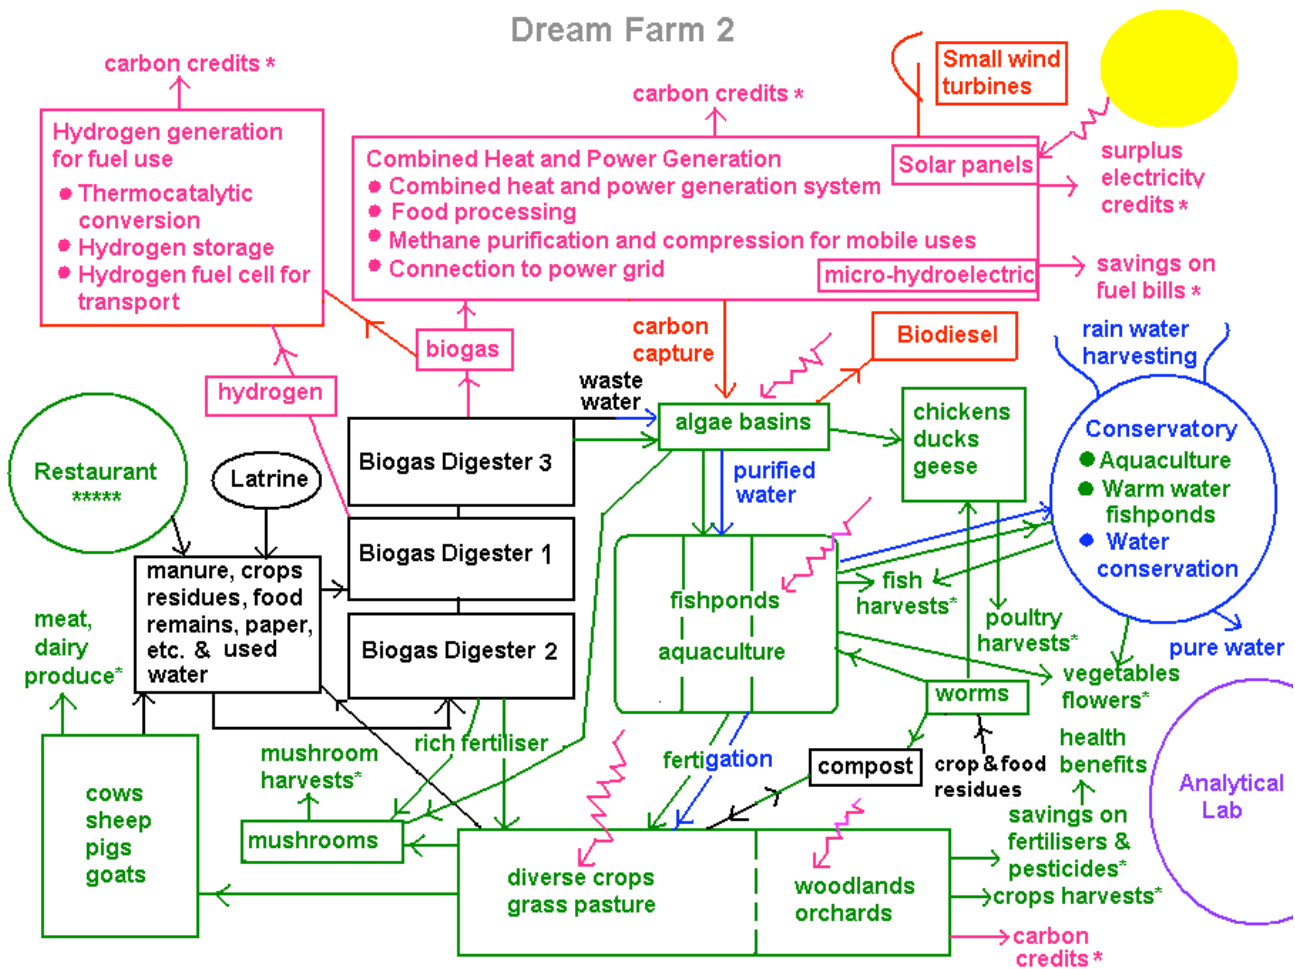 Dream Farm 2
carbon credits *
Hydrogen generation
for fuel use
Thermocatalytic
conversion
Hydrogen storage
Hydrogen fuel cell for
transport
carbon credits *
Combined Heat and Power Generation
Combined heat and power generation system
Food processing
Methane purification and compression for mobile uses
Connection to power grid
Solar panels
micro-hydroelectric
Small wind
turbines
surplus
electricity
credits *
savings on
fuel bills *
biogas
hydrogen
carbon
capture
Biodiesel
rain water
harvesting
waste
water
algae basins
chickens
ducks
geese
Conservatory
Aquaculture
Warm water
fishponds
Water
conservation
Restaurant
*****
Latrine
Biogas Digester 3
Biogas Digester 1
Biogas Digester 2
purified
water
manure, crops
residues, food
remains, paper,
etc. & used
water
fishponds
aquaculture
fish
harvests*
poultry
harvests*
pure water
meat,
dairy
produce*
vegetables
flowers*
worms
rich fertiliser
mushroom
harvests*
fertigation
compost
crop & food
residues
health
benefits
Analytical
Lab
cows
sheep
pigs
goats
mushrooms
savings on
fertilisers &
pesticides*
diverse crops
grass pasture
woodlands
orchards
crops harvests*
carbon
credits *